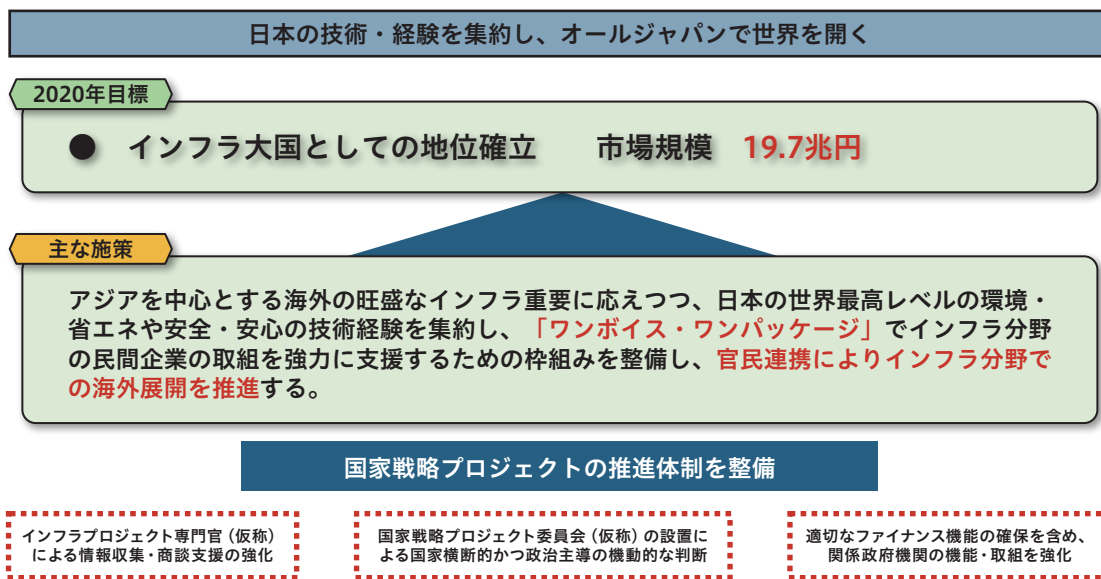 日本の技術・経験を集約し、オールジャパンで世界を開く
2020年目標
● インフラ大国としての地位確立 市場規模 19.7兆円
主な施策
アジアを中心とする海外の旺盛なインフラ重要に応えつつ、日本の世界最高レベルの環境・
省エネや安全・安心の技術経験を集約し、「ワンボイス・ワンパッケージ」でインフラ分野
の民間企業の取組を強力に支援するための枠組みを整備し、官民連携によりインフラ分野で
の海外展開を推進する。
国家戦略プロジェクトの推進体制を整備
インフラプロジェクト専門官（仮称）
による情報収集・商談支援の強化
国家戦略プロジェクト委員会（仮称）の設置に
よる国家横断的かつ政治主導の機動的な判断
適切なファイナンス機能の確保を含め、
関係政府機関の機能・取組を強化